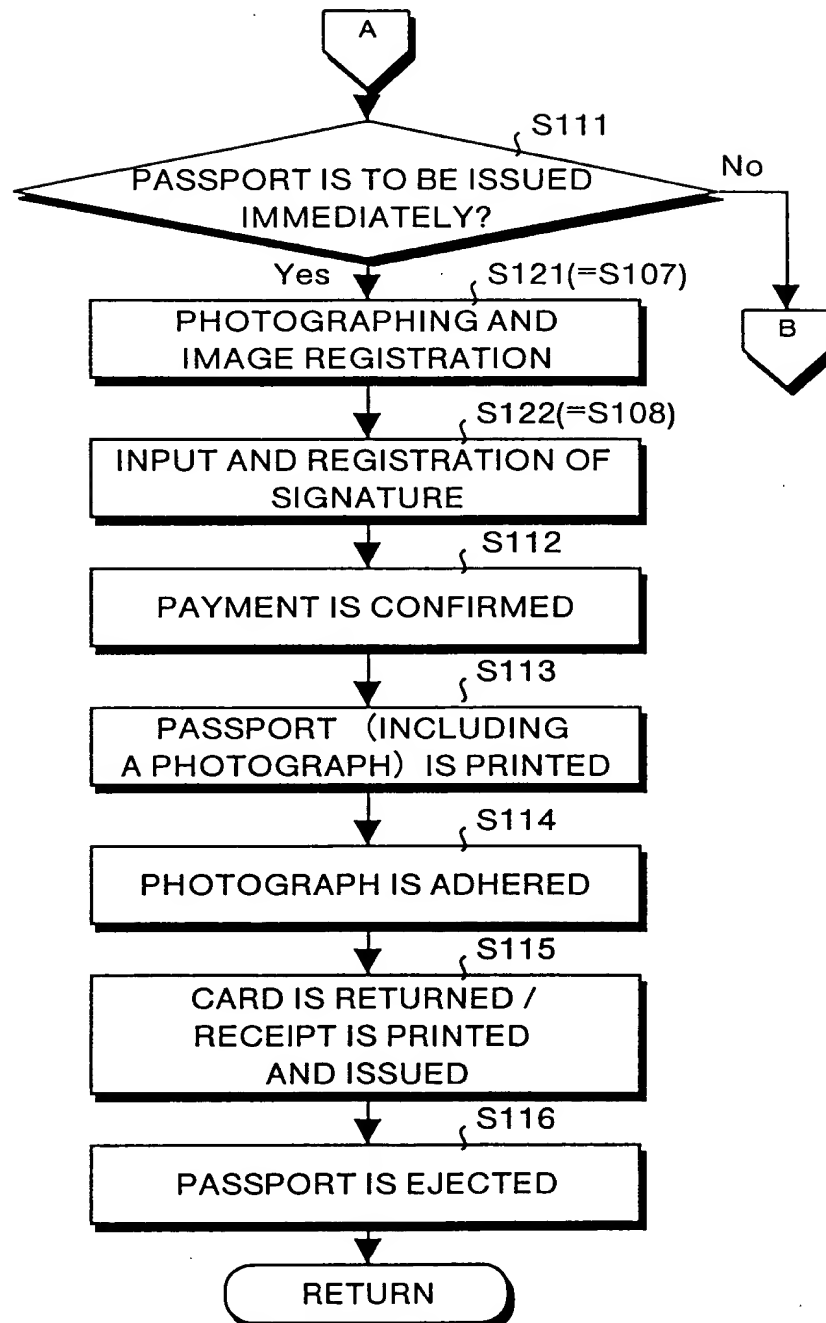 A
S111
PASSPORT IS TO BE ISSUED
IMMEDIATELY?
No
Yes
B
S121(=S107)
PHOTOGRAPHING AND
IMAGE REGISTRATION
S122(=S108)
INPUT AND REGISTRATION OF
SIGNATURE
S112
PAYMENT IS CONFIRMED
S113
PASSPORT (INCLUDING
A PHOTOGRAPH) IS PRINTED
S114
PHOTOGRAPH IS ADHERED
S115
CARD IS RETURNED /
RECEIPT IS PRINTED
AND ISSUED
S116
PASSPORT IS EJECTED
RETURN